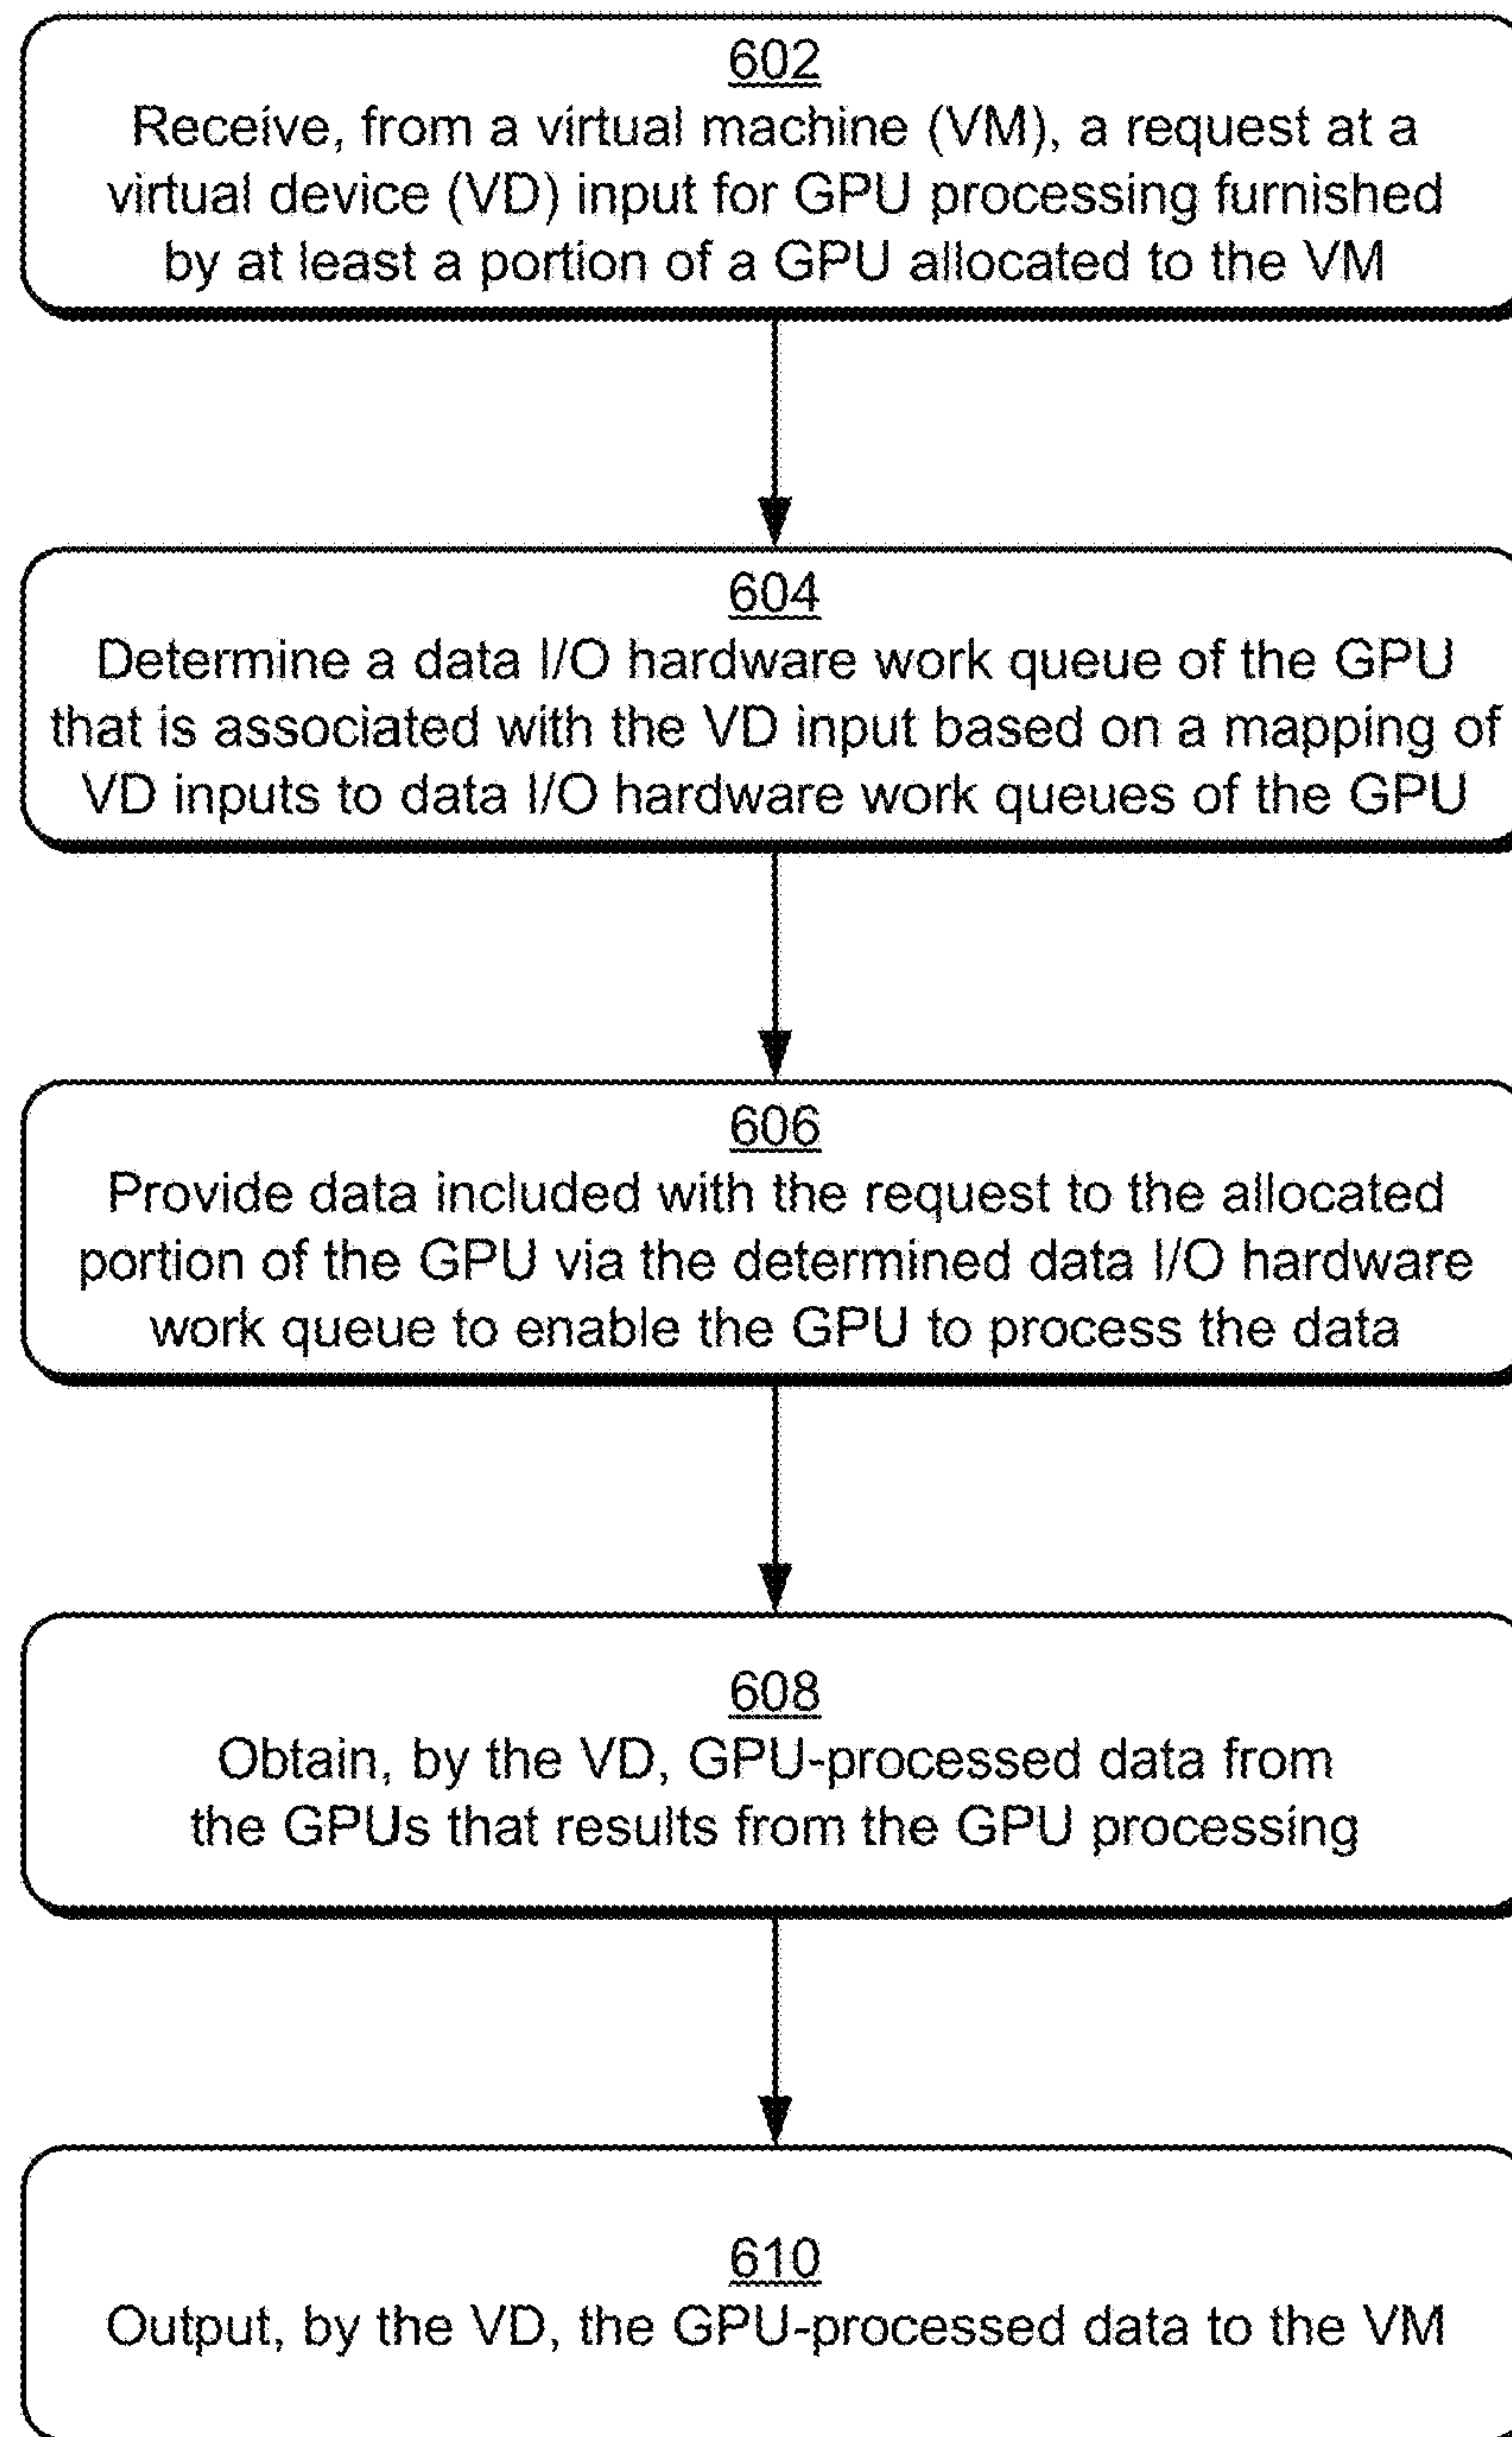 602
Receive, from a virtual machine (VM), a request at a
virtual device (VD) input for GPU processing furnished
by at least a portion of a GPU allocated to the VM
604
Determine a data I/O hardware work queue of the GPU
that is associated with the VD input based on a mapping of
VD inputs to data I/O hardware work queues of the GPU
606
Provide data included with the request to the allocated
portion of the GPU via the determined data I/O hardware
work queue to enable the GPU to process the data
608
Obtain, by the VD, GPU-processed data from
the GPUs that results from the GPU processing
610
Output, by the VD, the GPU-processed data to the VM